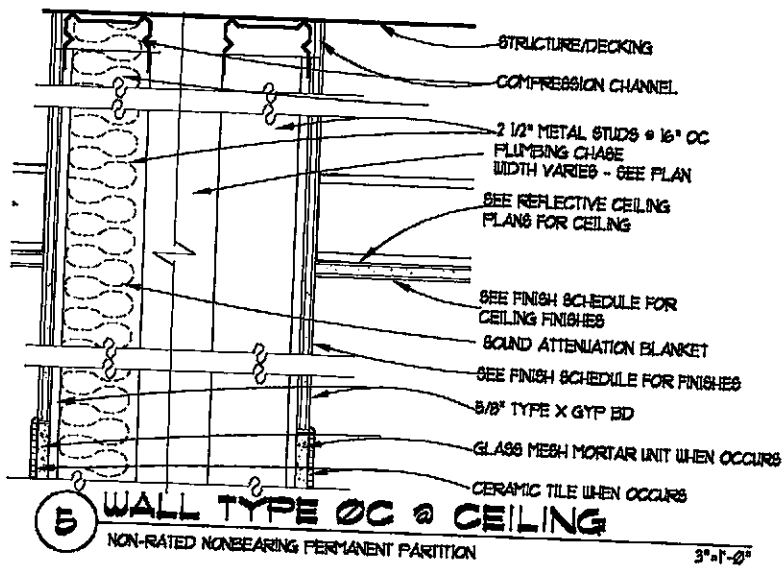 STRUCTURE/DECKING
COMPRESSION CHANNEL
2 1/2" METAL STUDS @ 16" OC
PLUMBING CHASE
WIDTH VARIES - SEE PLAN
SEE REFLECTIVE CEILING
PLANS FOR CEILING
SEE FINISH SCHEDULE FOR
CEILING FINISHES
SOUND ATTENUATION BLANKET
SEE FINISH SCHEDULE FOR FINISHES
5/8" TYPE X GYP BD
GLASS MESH MORTAR UNIT WHEN OCCURS
CERAMIC TILE WHEN OCCURS
5 WALL TYPE ØC @ CEILING
NON-RATED NONBEARING PERMANENT PARTITION
3"=1'-Ø"